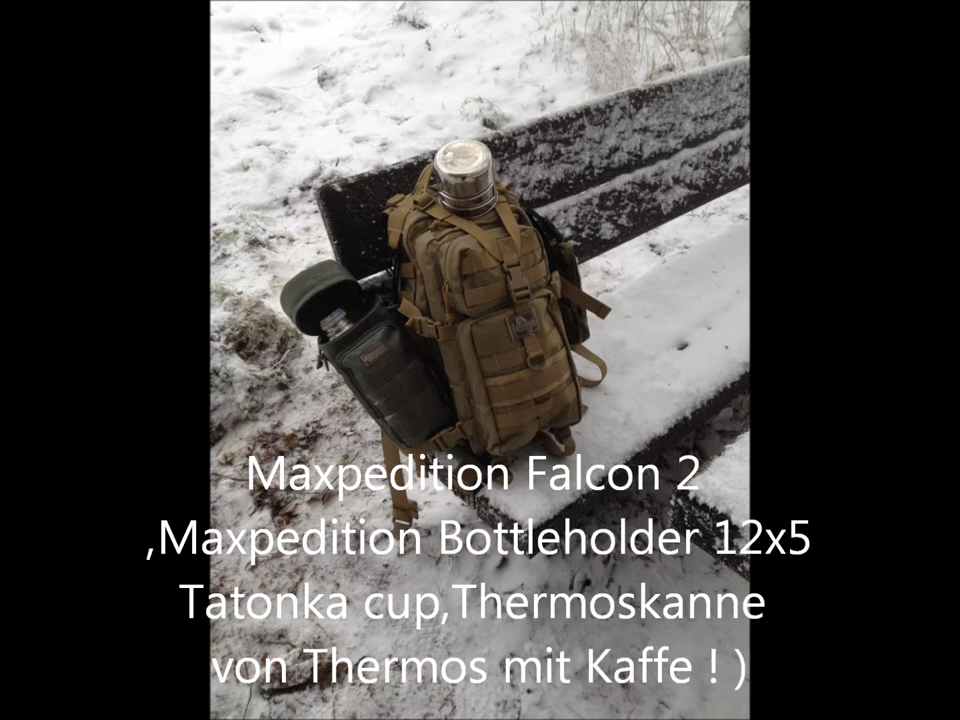 Maxpedition Falcon 2
,Maxpedition Bottleholder 12x5
Tatonka cup,Thermoskanne
von Thermos mit Kaffe ! )